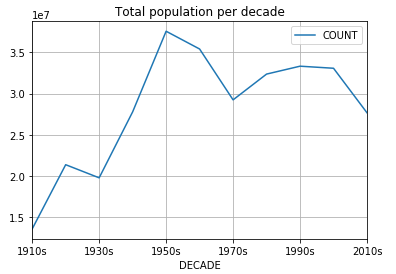 Total population per decade
1e7
COUNT
3.5
3.0
2.5
2.0
1.5
1910s 1930s 1950s 1970s 1990s 2010s
DECADE